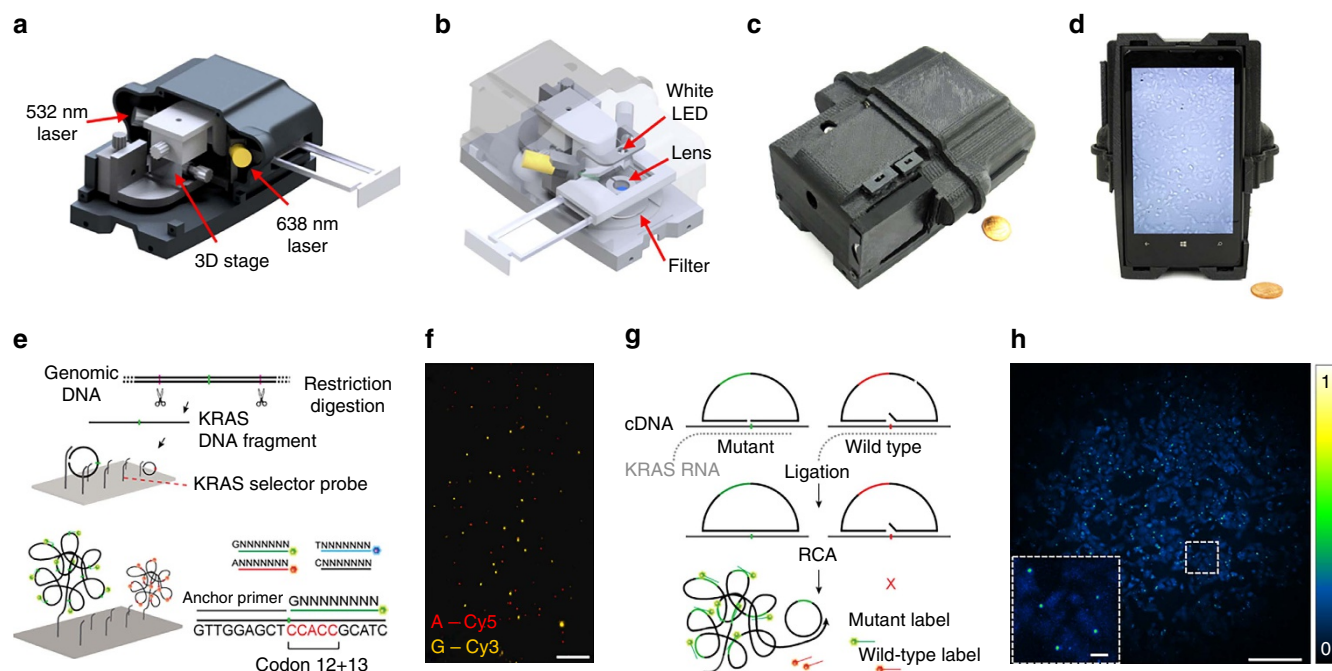 a
532 nm
laser
3D stage
638 nm
laser
b
White
LED
Lens
Filter
c
d
e
Genomic
DNA
Restriction
digestion
KRAS
DNA fragment
KRAS selector probe
GNNNNNNN
TNNNNNNN
ANNNNNNN
CNNNNNNN
Anchor primer
GNNNNNNNN
GTTGGAGCTCCACCGCATC
Codon 12+13
f
A – Cy5
G – Cy3
g
cDNA
Mutant
Wild type
KRAS RNA
Ligation
RCA
X
Mutant label
Wild-type label
h
1
0